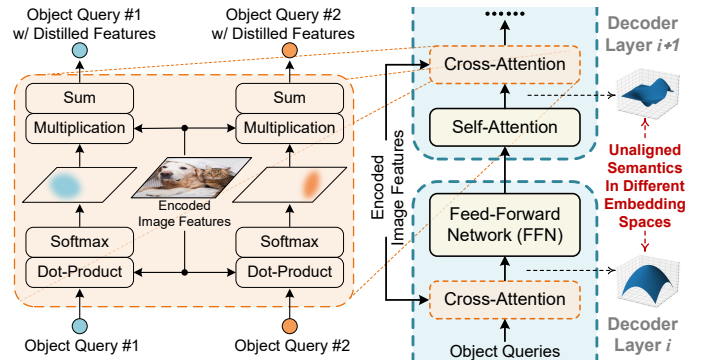 Object Query #1
w/ Distilled Features
Object Query #2
w/ Distilled Features
Sum
Multiplication
Sum
Multiplication
Encoded
Image Features
Softmax
Dot-Product
Softmax
Dot-Product
Object Query #1
Object Query #2
......
Cross-Attention
Self-Attention
Encoded
Image Features
Feed-Forward
Network (FFN)
Cross-Attention
Object Queries
Decoder
Layer i+1
Unaligned
Semantics
In Different
Embedding
Spaces
Decoder
Layer i